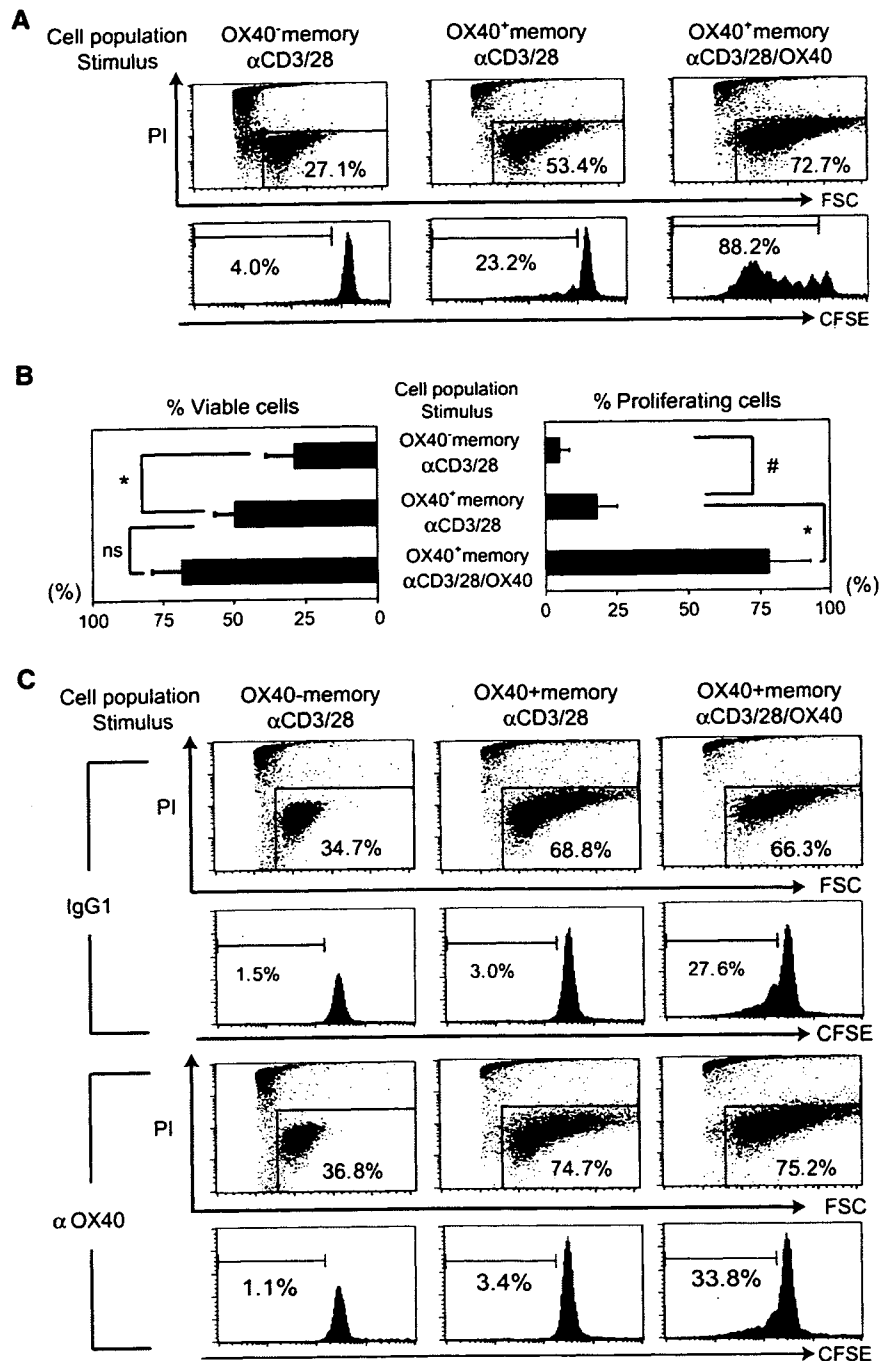 A
Cell population
Stimulus
OX40⁻memory
αCD3/28
OX40⁺memory
αCD3/28
OX40⁺memory
αCD3/28/OX40
PI
27.1%
53.4%
72.7%
FSC
4.0%
23.2%
88.2%
CFSE
B
% Viable cells
Cell population
Stimulus
% Proliferating cells
OX40⁻memory
αCD3/28
OX40⁺memory
αCD3/28
OX40⁺memory
αCD3/28/OX40
*
ns
#
*
(%)
100 75 50 25 0
0 25 50 75 100
(%)
C
Cell population
Stimulus
OX40-memory
αCD3/28
OX40+memory
αCD3/28
OX40+memory
αCD3/28/OX40
IgG1
PI
34.7%
68.8%
66.3%
FSC
1.5%
3.0%
27.6%
CFSE
αOX40
PI
36.8%
74.7%
75.2%
FSC
1.1%
3.4%
33.8%
CFSE